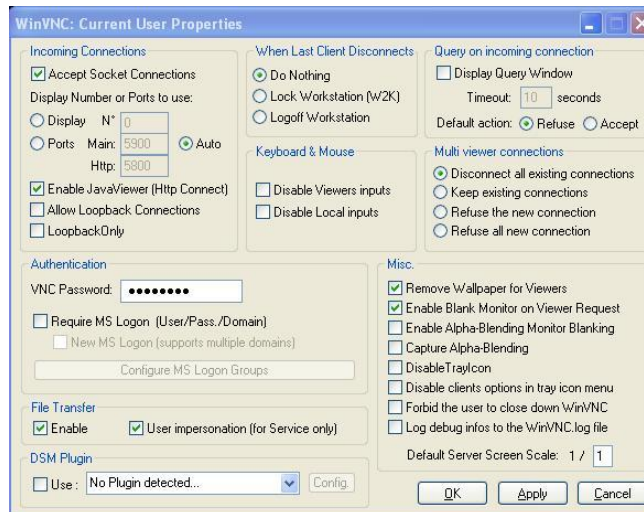 WinVNC: Current User Properties
Incoming Connections
Accept Socket Connections
Display Number or Ports to use:
Display N° 0
Ports Main: 5900 Auto
Http: 5800
Enable JavaViewer (Http Connect)
Allow Loopback Connections
LoopbackOnly
When Last Client Disconnects
Do Nothing
Lock Workstation (W2K)
Logoff Workstation
Keyboard & Mouse
Disable Viewers inputs
Disable Local inputs
Query on incoming connection
Display Query Window
Timeout: 10 seconds
Default action: Refuse Accept
Multi viewer connections
Disconnect all existing connections
Keep existing connections
Refuse the new connection
Refuse all new connection
Authentication
VNC Password: ●●●●●●●●
Require MS Logon (User/Pass./Domain)
New MS Logon (supports multiple domains)
Configure MS Logon Groups
File Transfer
Enable User impersonation (for Service only)
DSM Plugin
Use : No Plugin detected... Config.
Misc.
Remove Wallpaper for Viewers
Enable Blank Monitor on Viewer Request
Enable Alpha-Blending Monitor Blanking
Capture Alpha-Blending
DisableTrayIcon
Disable clients options in tray icon menu
Forbid the user to close down WinVNC
Log debug infos to the WinVNC.log file
Default Server Screen Scale: 1 / 1
OK Apply Cancel